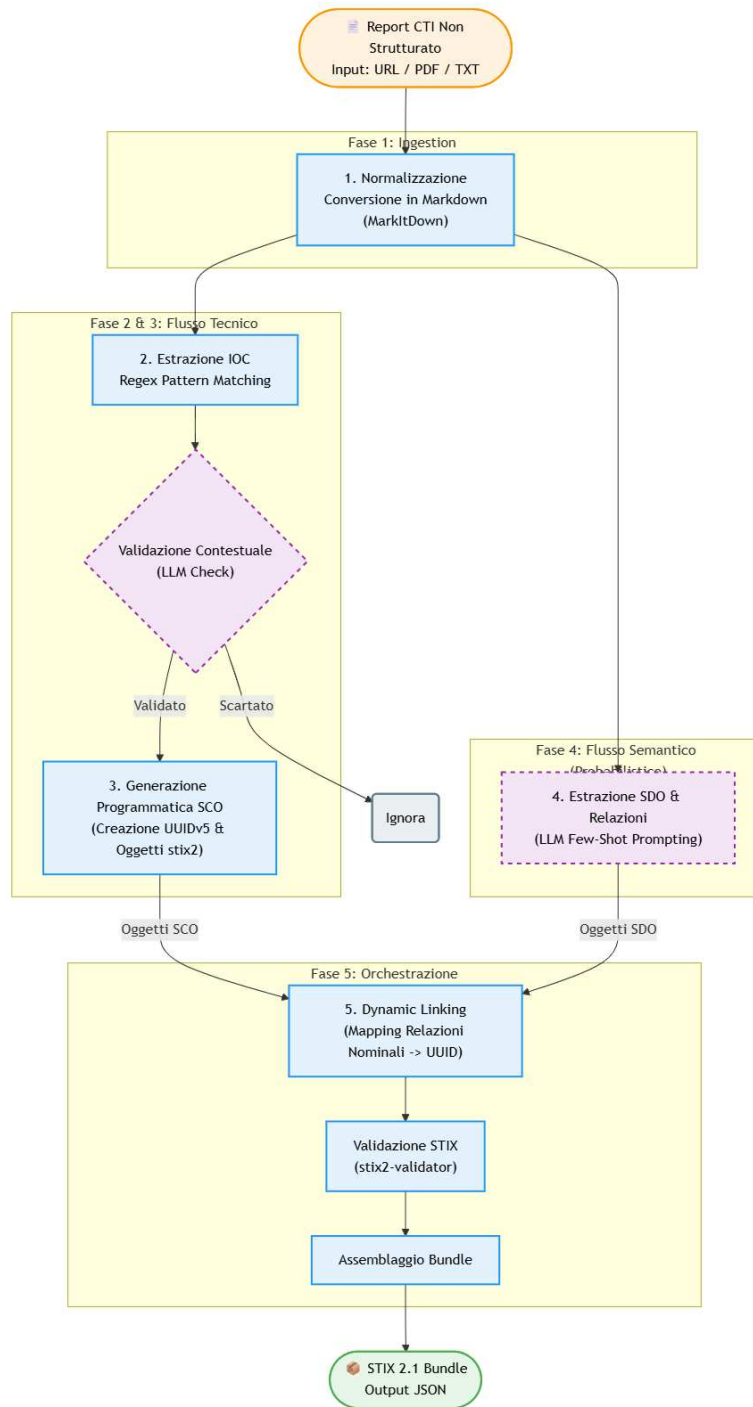 📄 Report CTI Non
Strutturato
Input: URL / PDF / TXT
Fase 1: Ingestion
1. Normalizzazione
Conversione in Markdown
(MarkItDown)
Fase 2 & 3: Flusso Tecnico
2. Estrazione IOC
Regex Pattern Matching
Validazione Contestuale
(LLM Check)
Validato
Scartato
3. Generazione
Programmatica SCO
(Creazione UUIDv5 &
Oggetti stix2)
Ignora
Fase 4: Flusso Semantico
(Probabilistico)
4. Estrazione SDO &
Relazioni
(LLM Few-Shot Prompting)
Oggetti SCO
Oggetti SDO
Fase 5: Orchestrazione
5. Dynamic Linking
(Mapping Relazioni
Nominali -> UUID)
Validazione STIX
(stix2-validator)
Assemblaggio Bundle
📦 STIX 2.1 Bundle
Output JSON